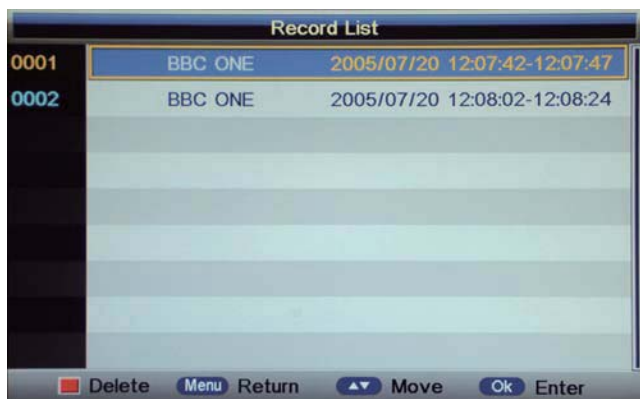 Record List
0001 BBC ONE 2005/07/20 12:07:42-12:07:47
0002 BBC ONE 2005/07/20 12:08:02-12:08:24
Delete Menu Return Move Ok Enter